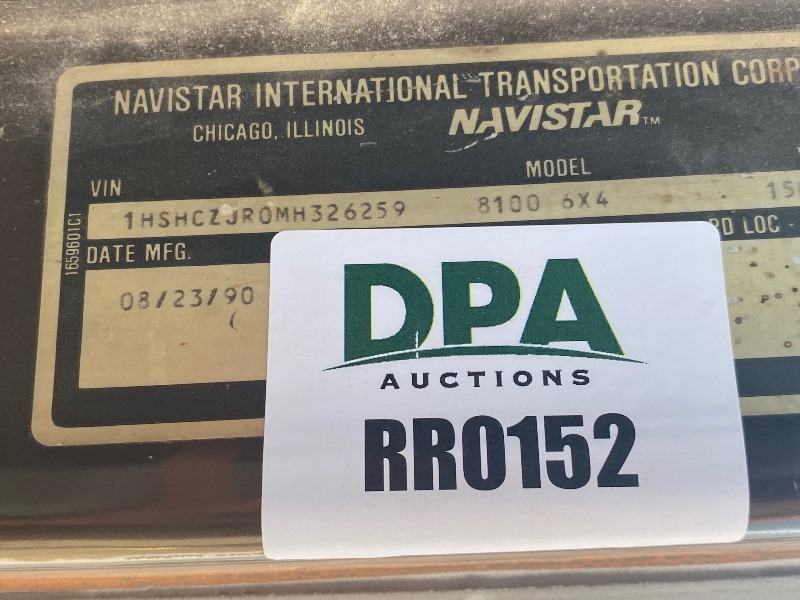 NAVISTAR INTERNATIONAL TRANSPORTATION CORP
CHICAGO, ILLINOIS NAVISTAR™
VIN MODEL
1HSHCZJR0MH326259 8100 6X4 15
DATE MFG. RD LOC
08/23/90
1659601C1
DPA
AUCTIONS
RR0152